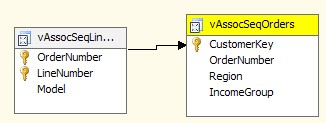 vAssocSeqLin...
OrderNumber
LineNumber
Model
vAssocSeqOrders
CustomerKey
OrderNumber
Region
IncomeGroup